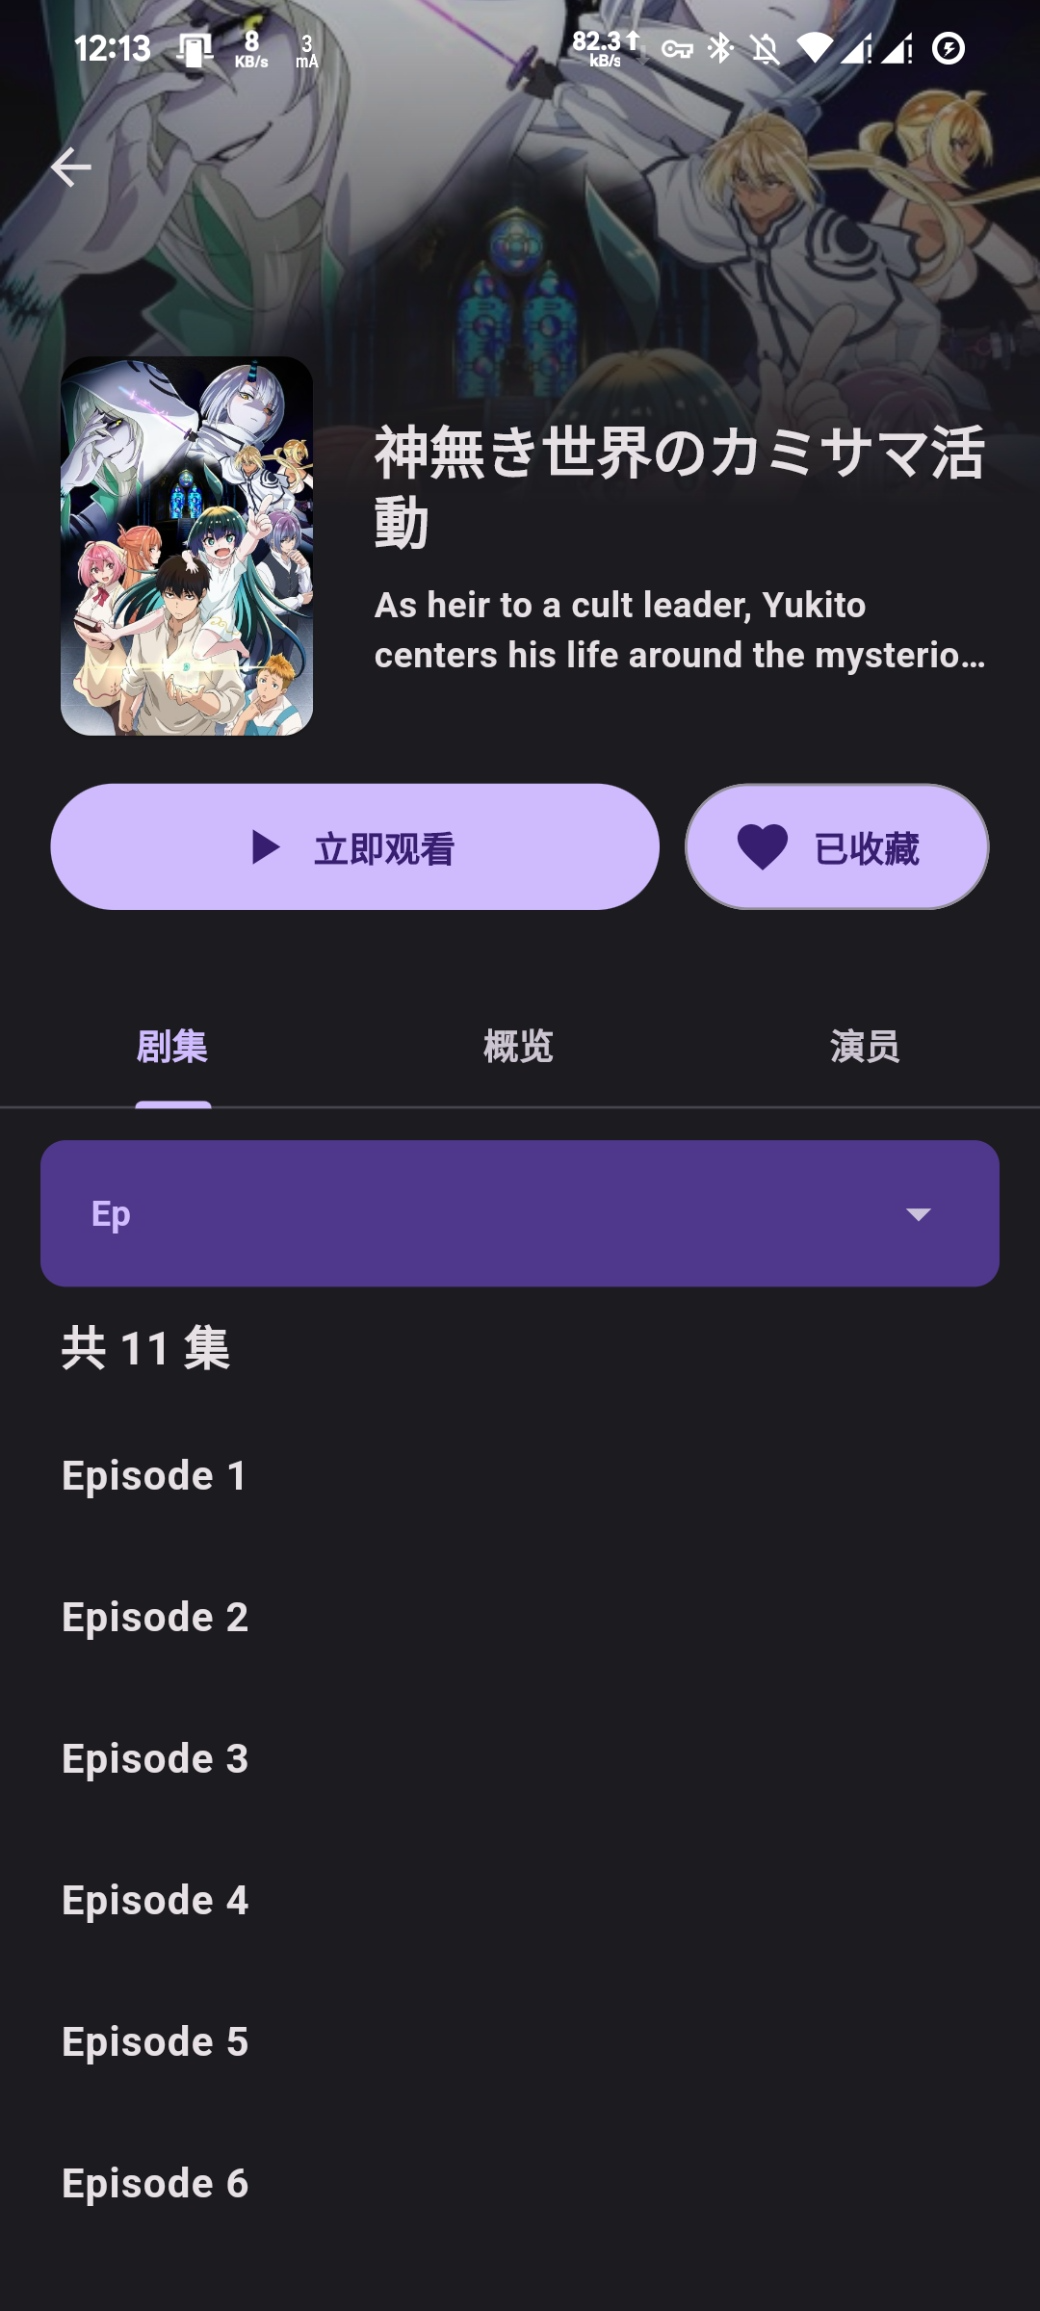 12:13
8
KB/s
3
mA
82.3
kB/s
神無き世界のカミサマ活
動
As heir to a cult leader, Yukito
centers his life around the mysterio…
立即观看
已收藏
剧集
概览
演员
Ep
共 11 集
Episode 1
Episode 2
Episode 3
Episode 4
Episode 5
Episode 6